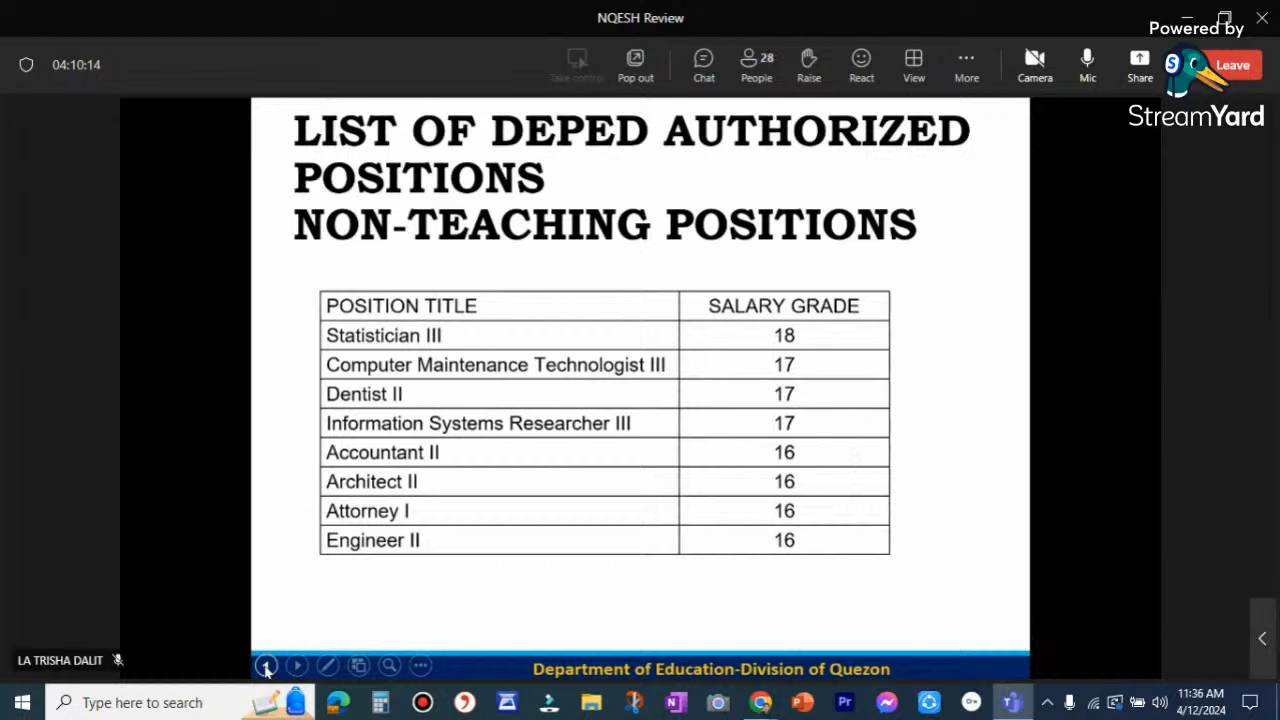 NQESH Review
Powered by
StreamYard
04:10:14
Take control
Pop out
Chat
28
People
Raise
React
View
More
Camera
Mic
Share
Leave
LIST OF DEPED AUTHORIZED
POSITIONS
NON-TEACHING POSITIONS
POSITION TITLE SALARY GRADE
Statistician III 18
Computer Maintenance Technologist III 17
Dentist II 17
Information Systems Researcher III 17
Accountant II 16
Architect II 16
Attorney I 16
Engineer II 16
LA TRISHA DALIT
Department of Education-Division of Quezon
Type here to search
11:36 AM
4/12/2024